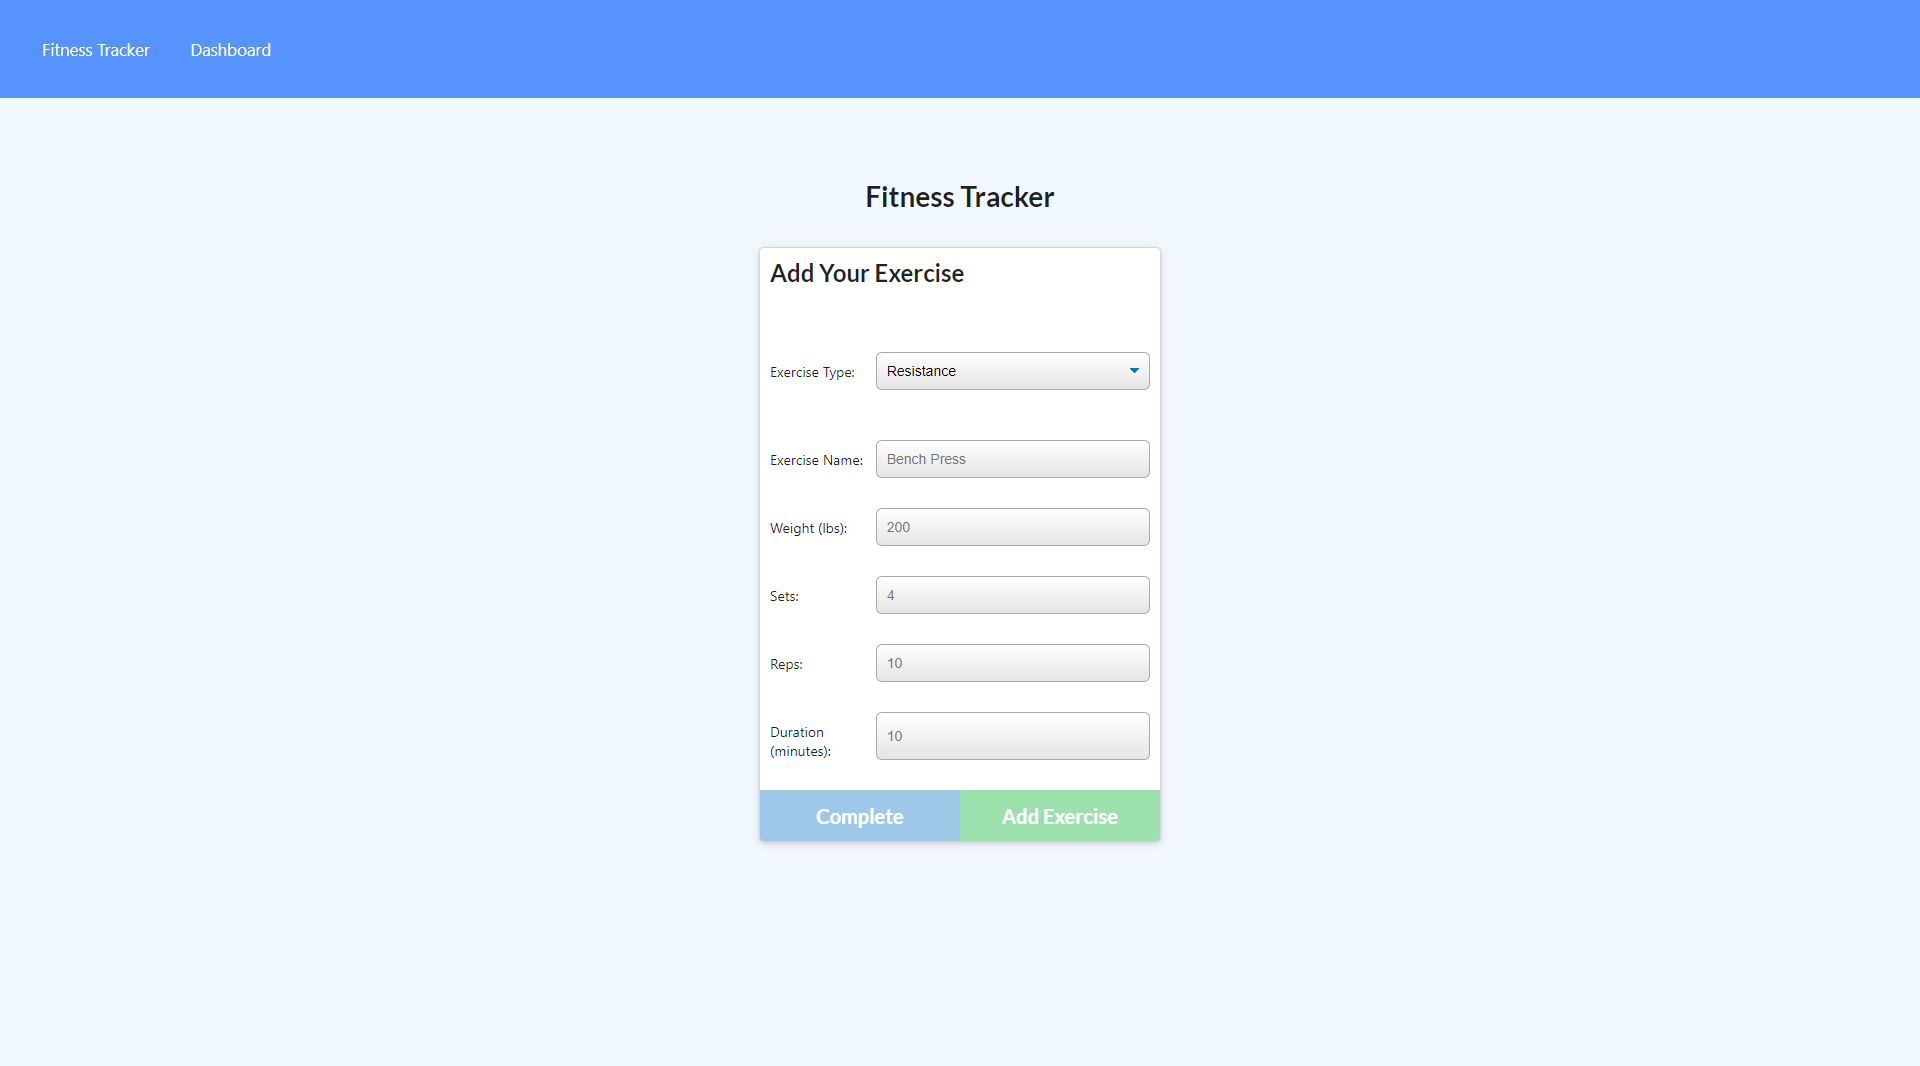 Fitness Tracker Dashboard
Fitness Tracker
Add Your Exercise
Exercise Type: Resistance
Exercise Name: Bench Press
Weight (lbs): 200
Sets: 4
Reps: 10
Duration (minutes): 10
Complete Add Exercise